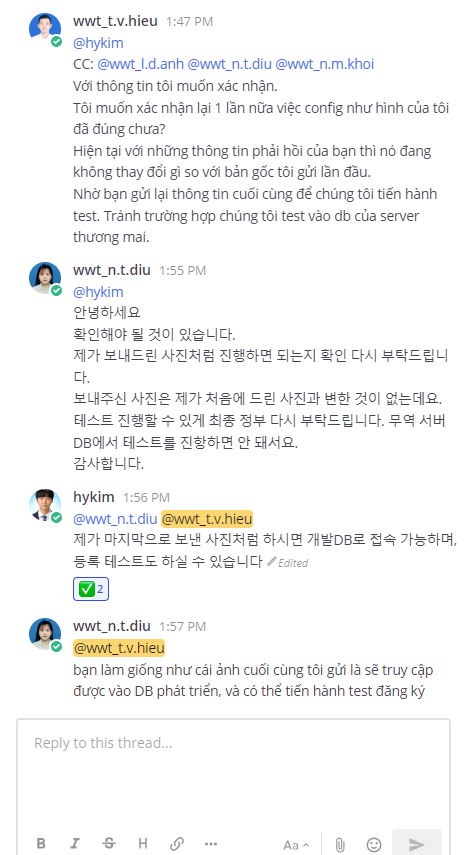 wwt_t.v.hieu 1:47 PM
@hykim
CC: @wwt_l.d.anh @wwt_n.t.diu @wwt_n.m.khoi
Với thông tin tôi muốn xác nhận.
Tôi muốn xác nhận lại 1 lần nữa việc config như hình của tôi
đã đúng chưa?
Hiện tại với những thông tin phải hồi của bạn thì nó đang
không thay đổi gì so với bản gốc tôi gửi lần đầu.
Nhờ bạn gửi lại thông tin cuối cùng để chúng tôi tiến hành
test. Tránh trường hợp chúng tôi test vào db của server
thương mai.
wwt_n.t.diu 1:55 PM
@hykim
안녕하세요
확인해야 될 것이 있습니다.
제가 보내드린 사진처럼 진행하면 되는지 확인 다시 부탁드립니
다.
보내주신 사진은 제가 처음에 드린 사진과 변한 것이 없는데요.
테스트 진행할 수 있게 최종 정부 다시 부탁드립니다. 무역 서버
DB에서 테스트를 진항하면 안 돼서요.
감사합니다.
hykim 1:56 PM
@wwt_n.t.diu @wwt_t.v.hieu
제가 마지막으로 보낸 사진처럼 하시면 개발DB로 접속 가능하며,
등록 테스트도 하실 수 있습니다 Edited
2
wwt_n.t.diu 1:57 PM
@wwt_t.v.hieu
bạn làm giống như cái ảnh cuối cùng tôi gửi là sẽ truy cập
được vào DB phát triển, và có thể tiến hành test đăng ký
Reply to this thread...
B I S H Aa